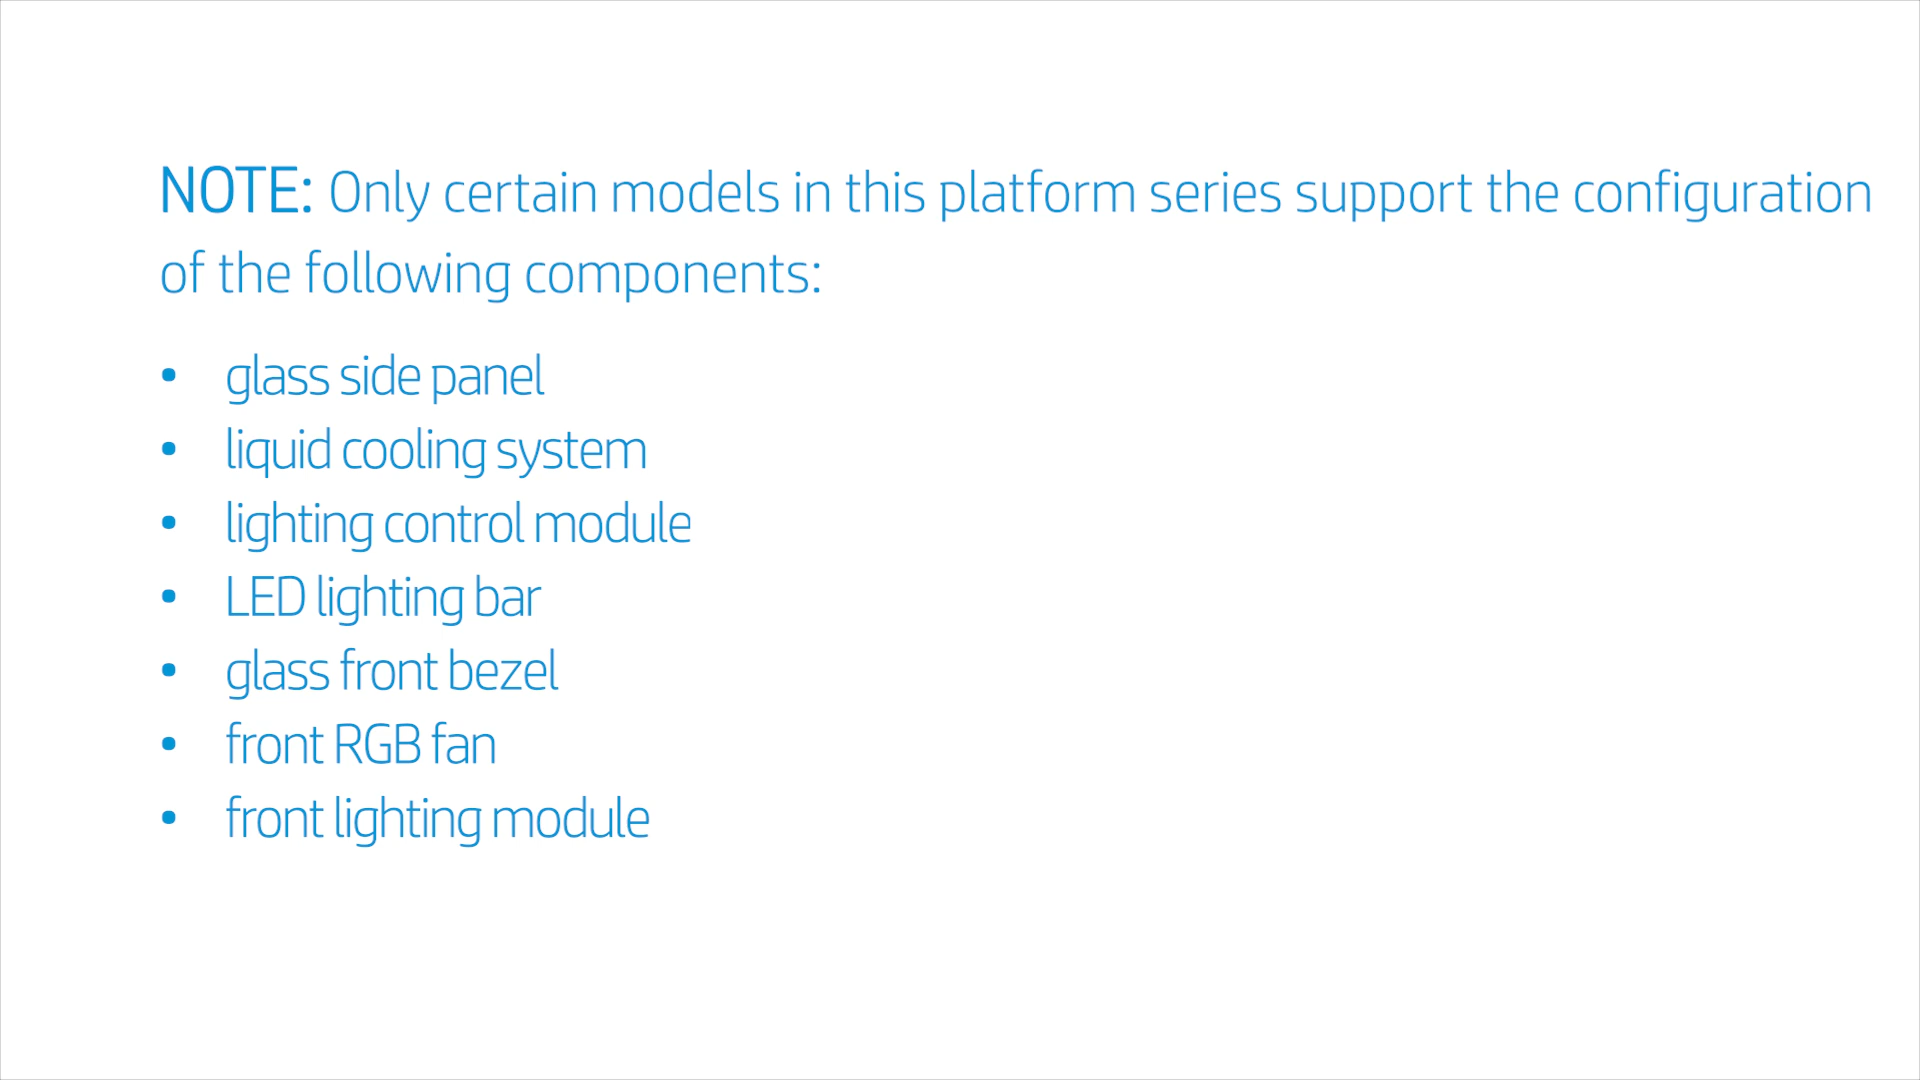 NOTE: Only certain models in this platform series support the configuration
of the following components:
• glass side panel
• liquid cooling system
• lighting control module
• LED lighting bar
• glass front bezel
• front RGB fan
• front lighting module